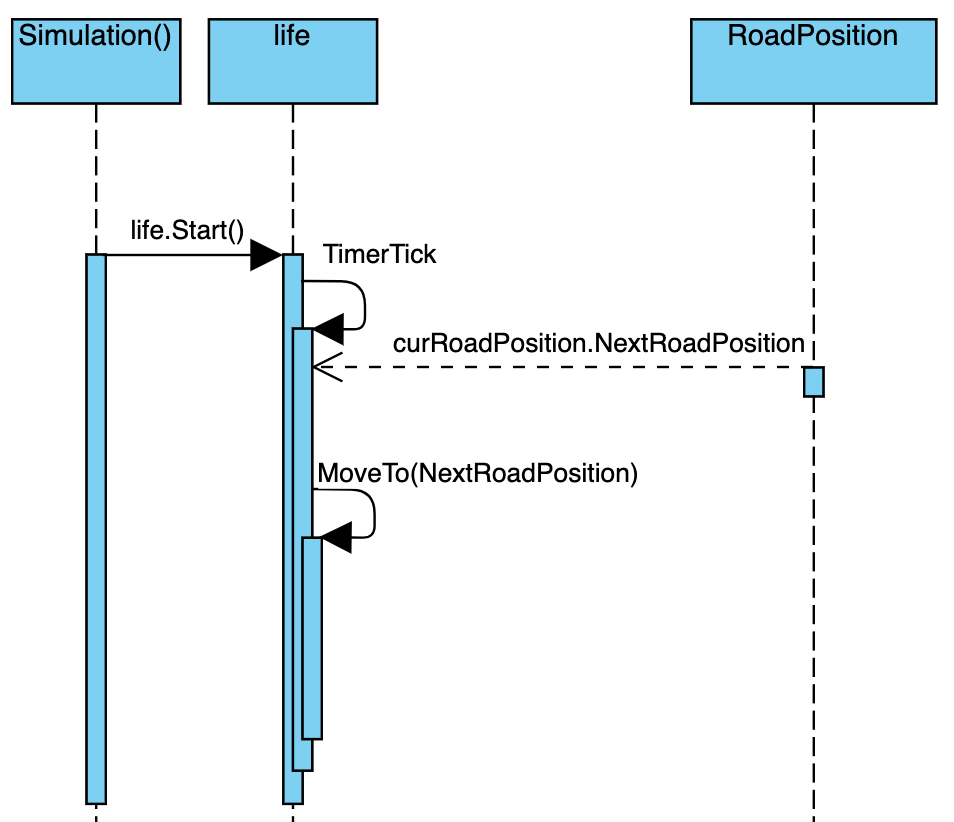 Simulation()
life
RoadPosition
life.Start()
TimerTick
curRoadPosition.NextRoadPosition
MoveTo(NextRoadPosition)